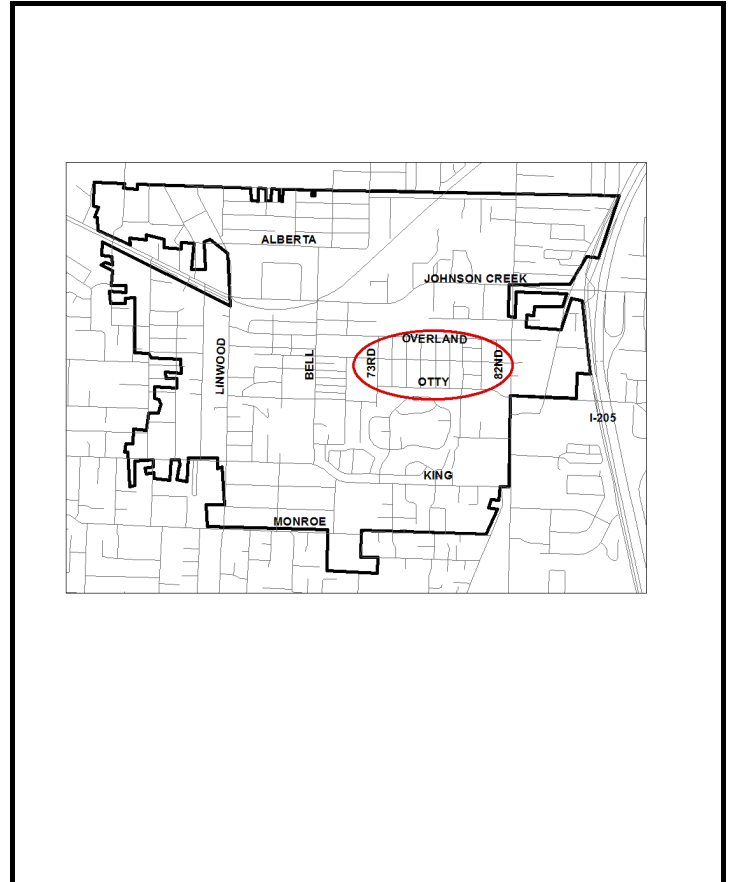 ALBERTA
JOHNSON CREEK
OVERLAND
LINWOOD
BELL
73RD
82ND
OTTY
I-205
KING
MONROE